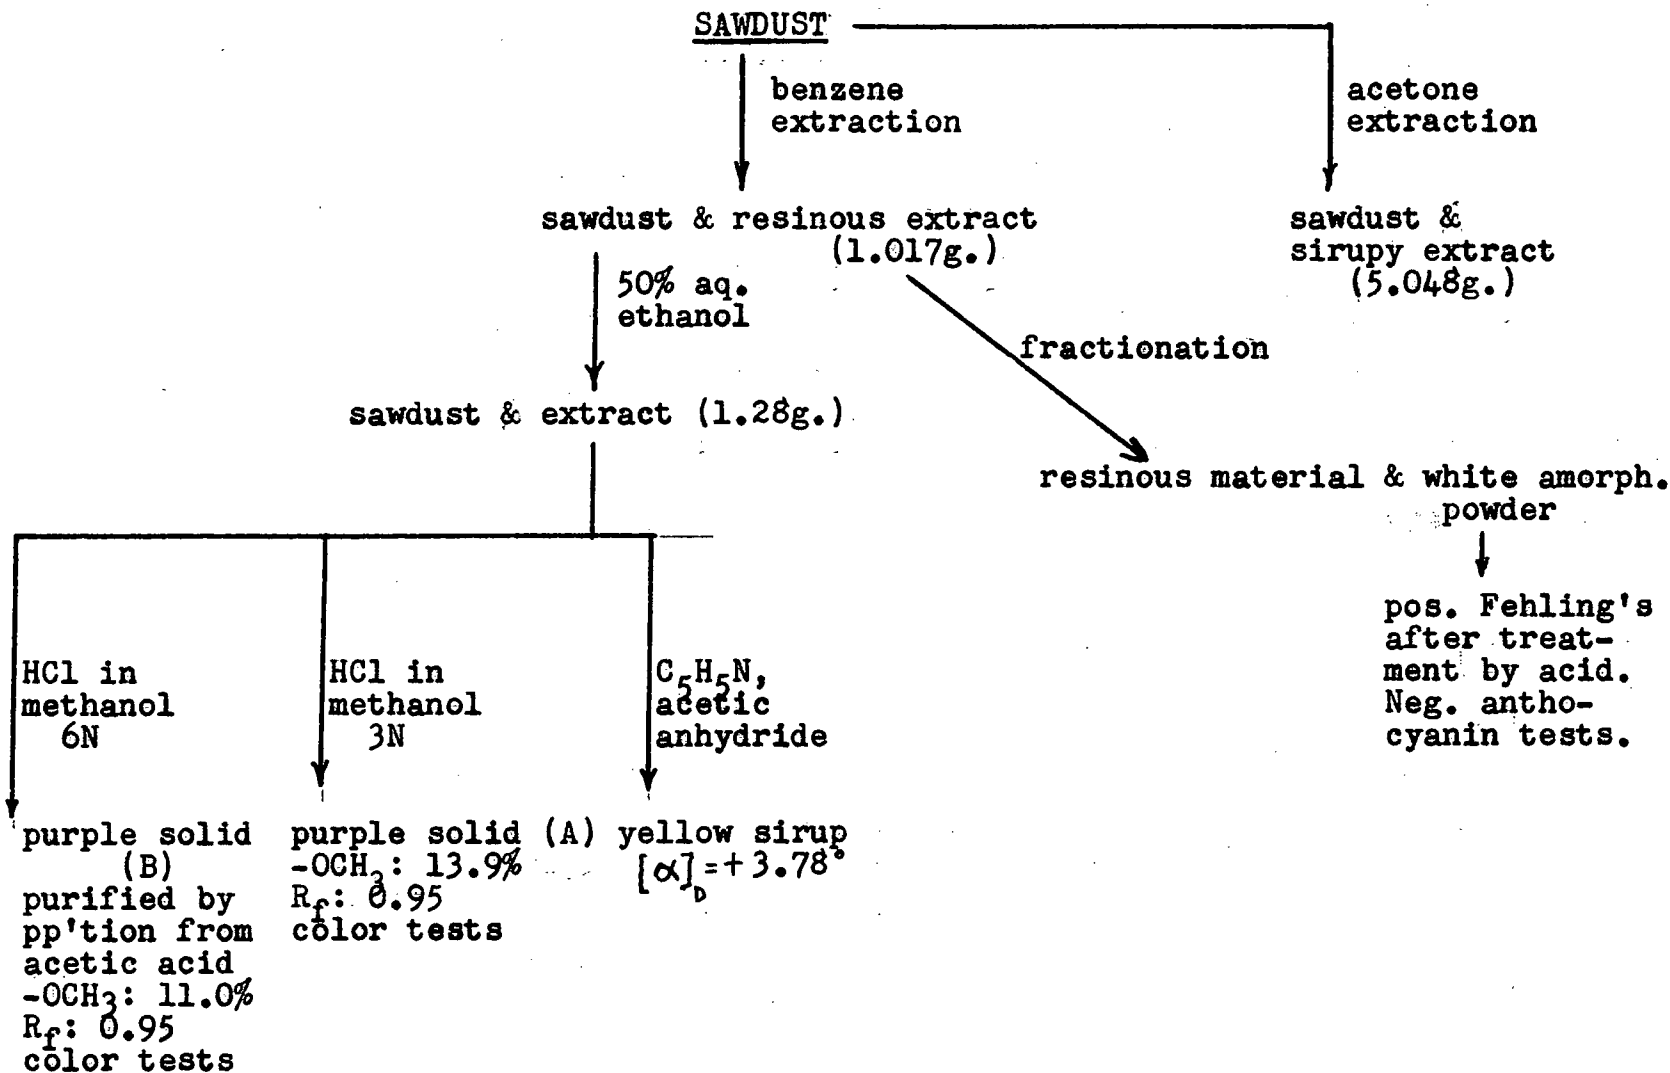 SAWDUST
benzene
extraction
acetone
extraction
sawdust & resinous extract
(1.017g.)
sawdust &
sirupy extract
(5.048g.)
50% aq.
ethanol
fractionation
sawdust & extract (1.28g.)
resinous material & white amorph.
powder
pos. Fehling's
after treat-
ment by acid.
Neg. antho-
cyanin tests.
HCl in
methanol
6N
HCl in
methanol
3N
C5H5N,
acetic
anhydride
purple solid
(B)
purified by
pp'tion from
acetic acid
-OCH3: 11.0%
Rf: 0.95
color tests
purple solid (A)
-OCH3: 13.9%
Rf: 0.95
color tests
yellow sirup
[α]D = +3.78°